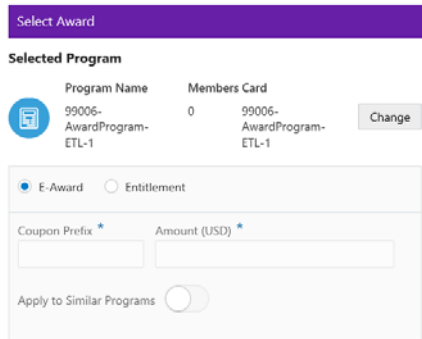 Select Award
Selected Program
Program Name Members Card
99006- 0 99006-
AwardProgram- AwardProgram- Change
ETL-1 ETL-1
E-Award Entitlement
Coupon Prefix * Amount (USD) *
Apply to Similar Programs